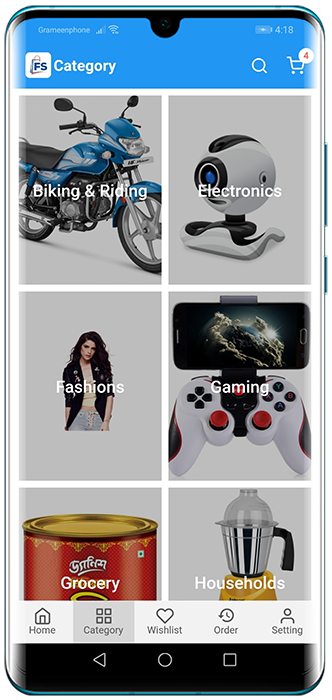 Grameenphone
4:18
FS
Category
4
Biking & Riding
Electronics
Fashions
Gaming
Grocery
Households
Home
Category
Wishlist
Order
Setting